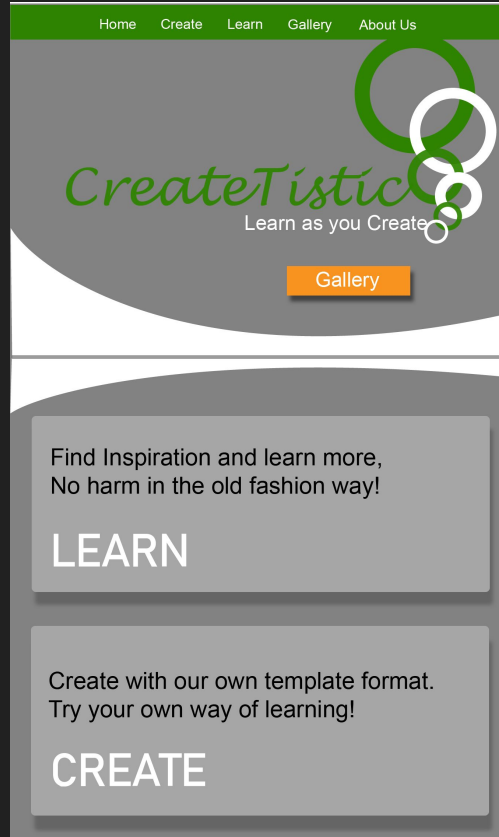 Home Create Learn Gallery About Us
CreateTistic
Learn as you Create
Gallery
Find Inspiration and learn more,
No harm in the old fashion way!
LEARN
Create with our own template format.
Try your own way of learning!
CREATE